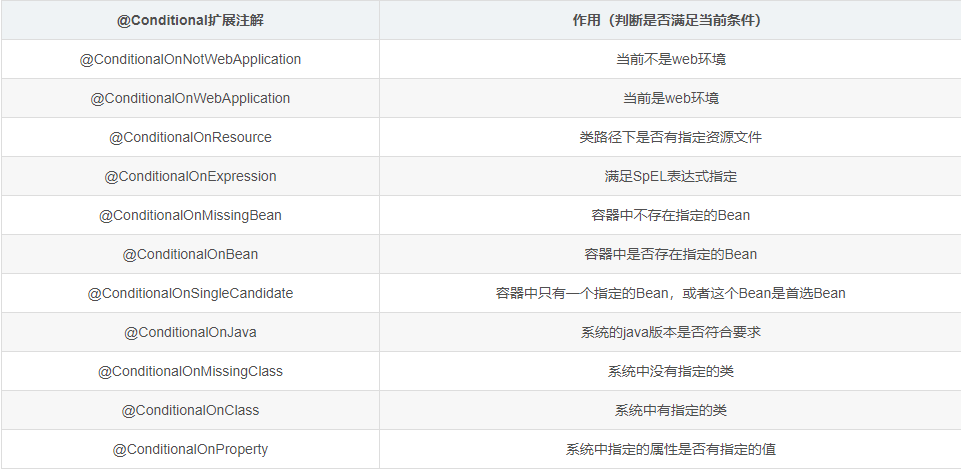 @Conditional扩展注解 作用（判断是否满足当前条件）
@ConditionalOnNotWebApplication 当前不是web环境
@ConditionalOnWebApplication 当前是web环境
@ConditionalOnResource 类路径下是否有指定资源文件
@ConditionalOnExpression 满足SpEL表达式指定
@ConditionalOnMissingBean 容器中不存在指定的Bean
@ConditionalOnBean 容器中是否存在指定的Bean
@ConditionalOnSingleCandidate 容器中只有一个指定的Bean，或者这个Bean是首选Bean
@ConditionalOnJava 系统的java版本是否符合要求
@ConditionalOnMissingClass 系统中没有指定的类
@ConditionalOnClass 系统中有指定的类
@ConditionalOnProperty 系统中指定的属性是否有指定的值